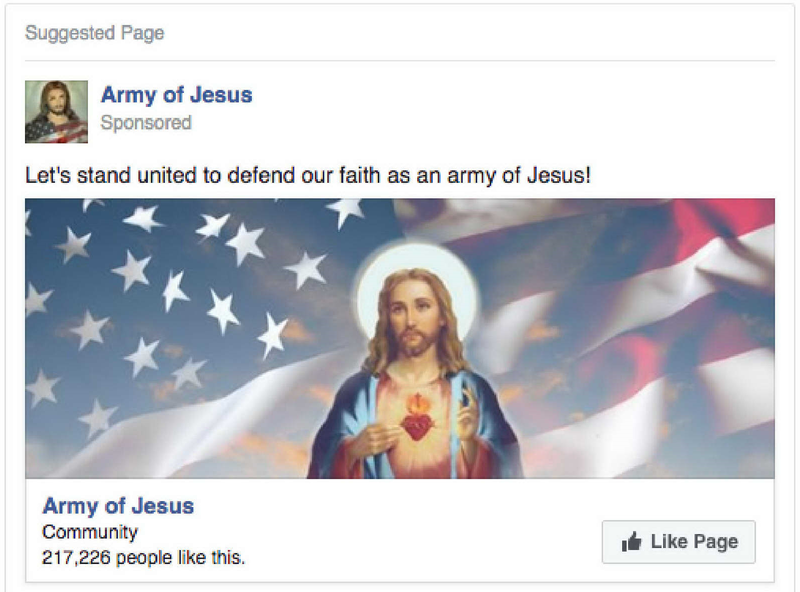 Suggested Page
Army of Jesus
Sponsored
Let's stand united to defend our faith as an army of Jesus!
Army of Jesus
Community
217,226 people like this.
Like Page